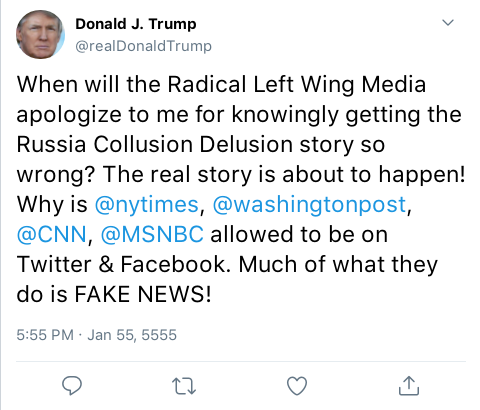 Donald J. Trump
@realDonaldTrump
When will the Radical Left Wing Media
apologize to me for knowingly getting the
Russia Collusion Delusion story so
wrong? The real story is about to happen!
Why is @nytimes, @washingtonpost,
@CNN, @MSNBC allowed to be on
Twitter & Facebook. Much of what they
do is FAKE NEWS!
5:55 PM · Jan 55, 5555